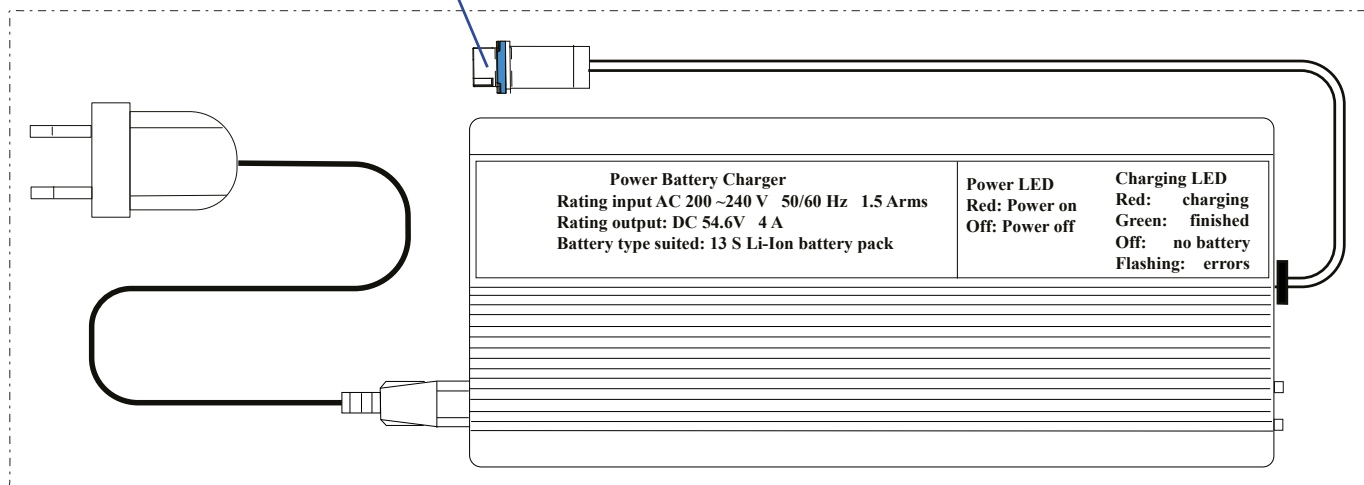 Power Battery Charger
Rating input AC 200 ~240 V 50/60 Hz 1.5 Arms
Rating output: DC 54.6V 4 A
Battery type suited: 13 S Li-Ion battery pack
Power LED
Red: Power on
Off: Power off
Charging LED
Red: charging
Green: finished
Off: no battery
Flashing: errors